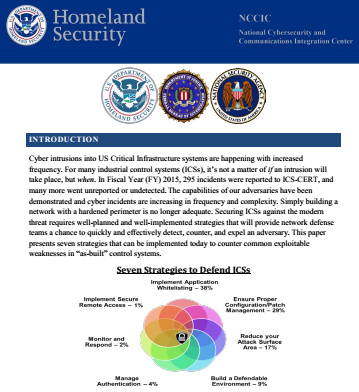 Homeland
Security
NCCIC
National Cybersecurity and
Communications Integration Center
INTRODUCTION
Cyber intrusions into US Critical Infrastructure systems are happening with increased
frequency. For many industrial control systems (ICSs), it's not a matter of if an intrusion will
take place, but when. In Fiscal Year (FY) 2015, 295 incidents were reported to ICS-CERT, and
many more went unreported or undetected. The capabilities of our adversaries have been
demonstrated and cyber incidents are increasing in frequency and complexity. Simply building a
network with a hardened perimeter is no longer adequate. Securing ICSs against the modern
threat requires well-planned and well-implemented strategies that will provide network defense
teams a chance to quickly and effectively detect, counter, and expel an adversary. This paper
presents seven strategies that can be implemented today to counter common exploitable
weaknesses in "as-built" control systems.
Seven Strategies to Defend ICSs
Implement Application
Whitelisting – 38%
Implement Secure
Remote Access – 1%
Ensure Proper
Configuration/Patch
Management – 29%
Monitor and
Respond – 2%
Reduce your
Attack Surface
Area – 17%
Manage
Authentication – 4%
Build a Defendable
Environment – 9%